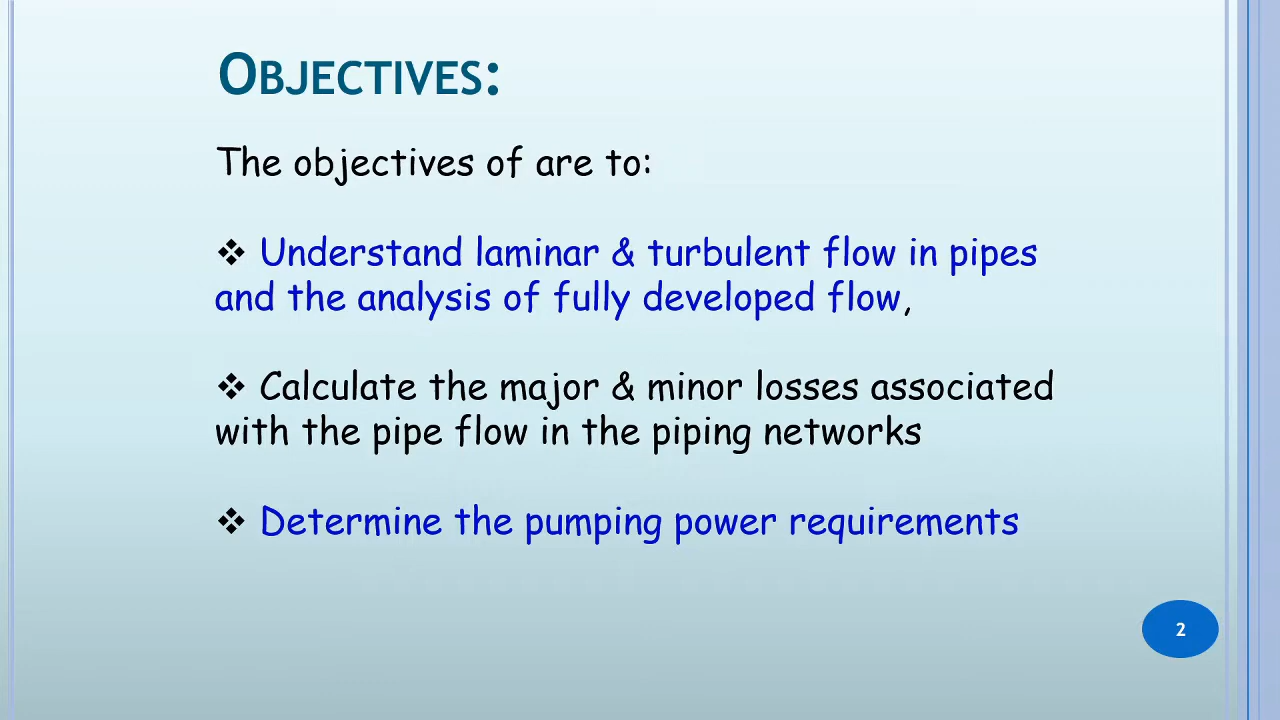 OBJECTIVES:
The objectives of are to:
❖ Understand laminar & turbulent flow in pipes
and the analysis of fully developed flow,
❖ Calculate the major & minor losses associated
with the pipe flow in the piping networks
❖ Determine the pumping power requirements
2